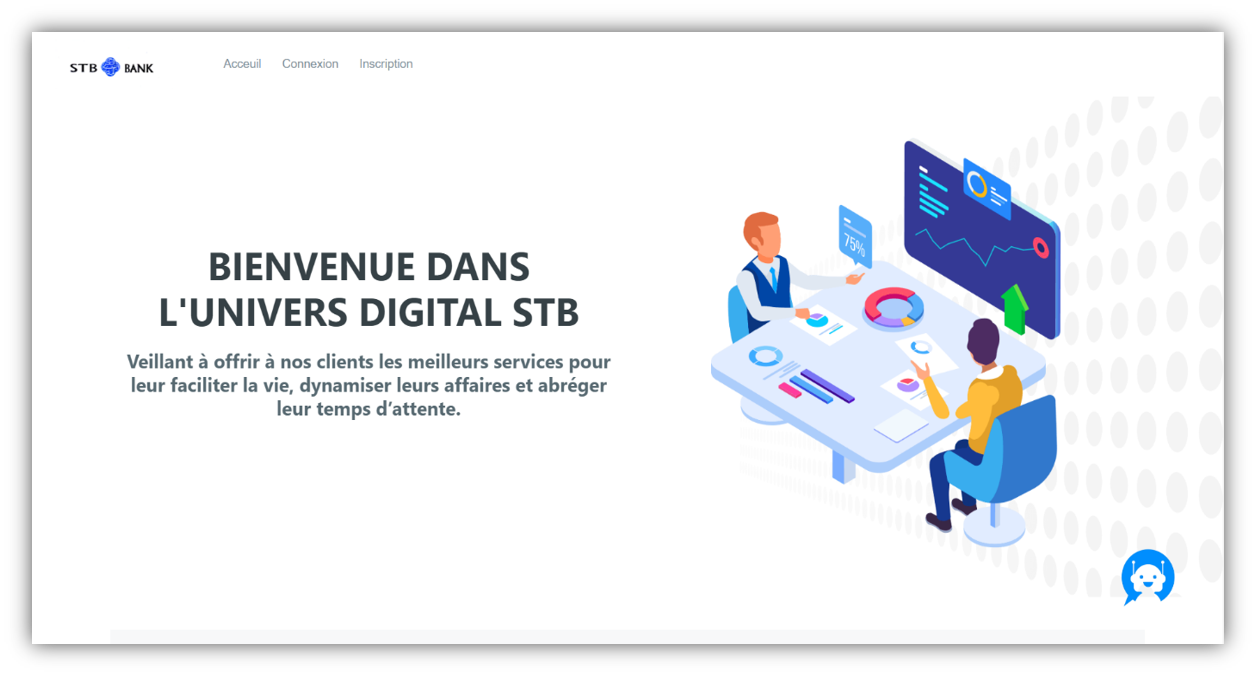 STB BANK
Acceuil Connexion Inscription
BIENVENUE DANS
L'UNIVERS DIGITAL STB
Veillant à offrir à nos clients les meilleurs services pour
leur faciliter la vie, dynamiser leurs affaires et abréger
leur temps d’attente.
75%